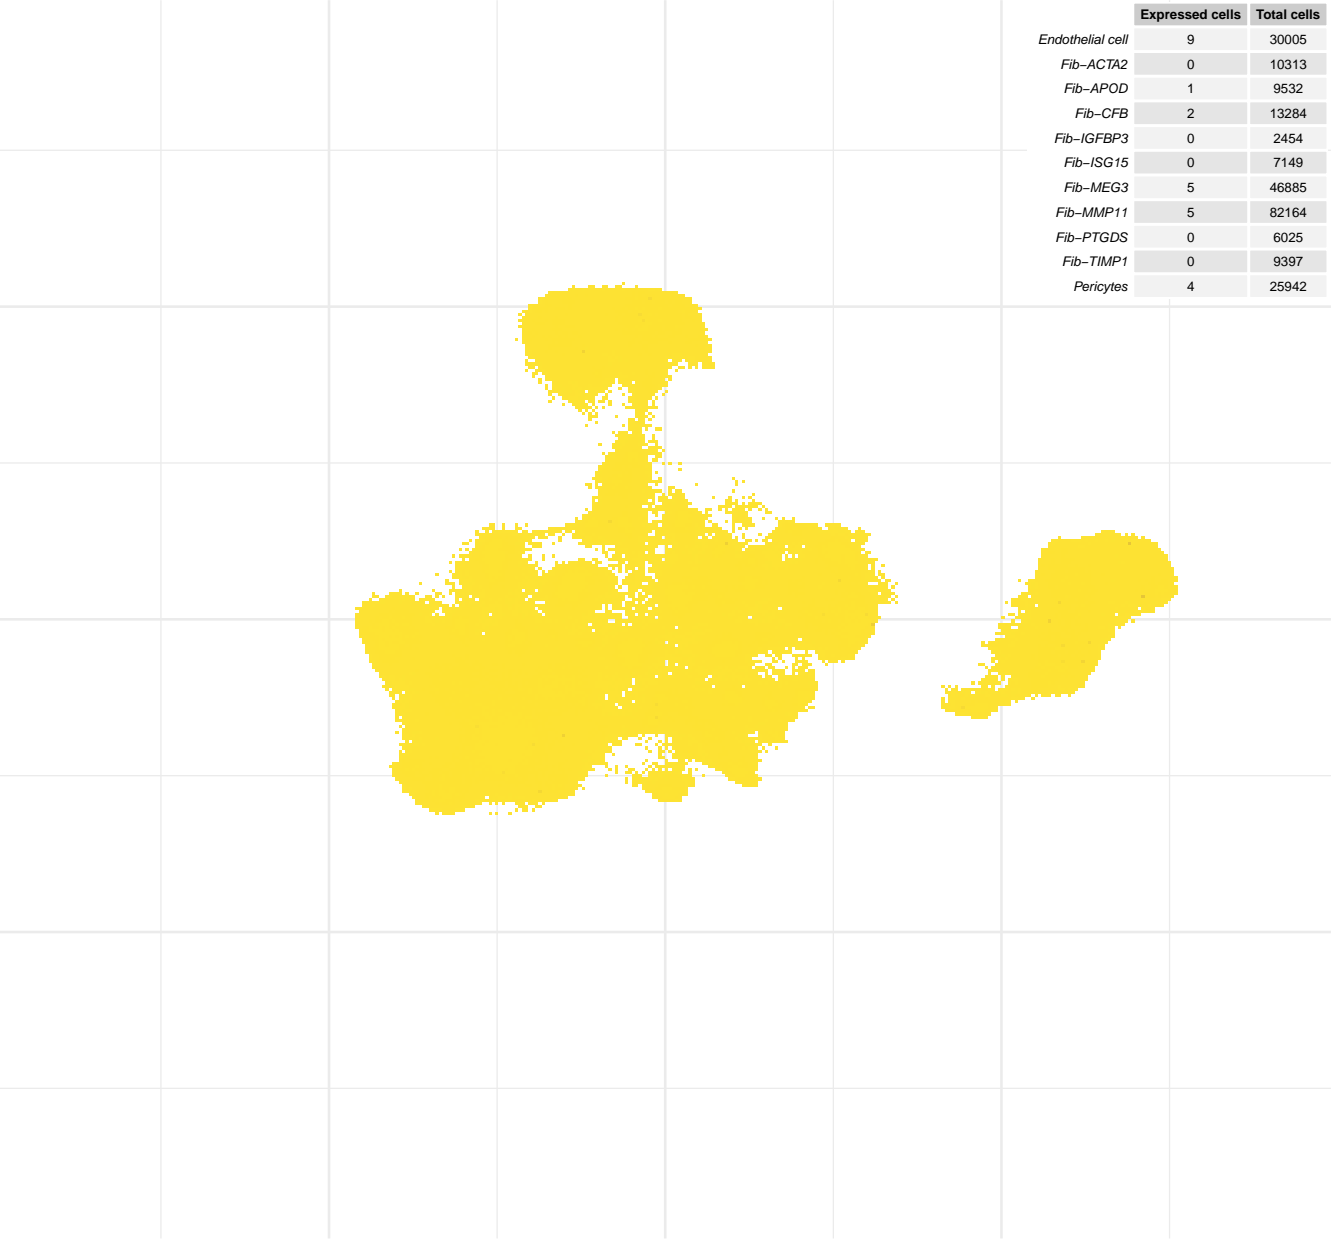 Expressed cells Total cells
Endothelial cell 9 30005
Fib−ACTA2 0 10313
Fib−APOD 1 9532
Fib−CFB 2 13284
Fib−IGFBP3 0 2454
Fib−ISG15 0 7149
Fib−MEG3 5 46885
Fib−MMP11 5 82164
Fib−PTGDS 0 6025
Fib−TIMP1 0 9397
Pericytes 4 25942